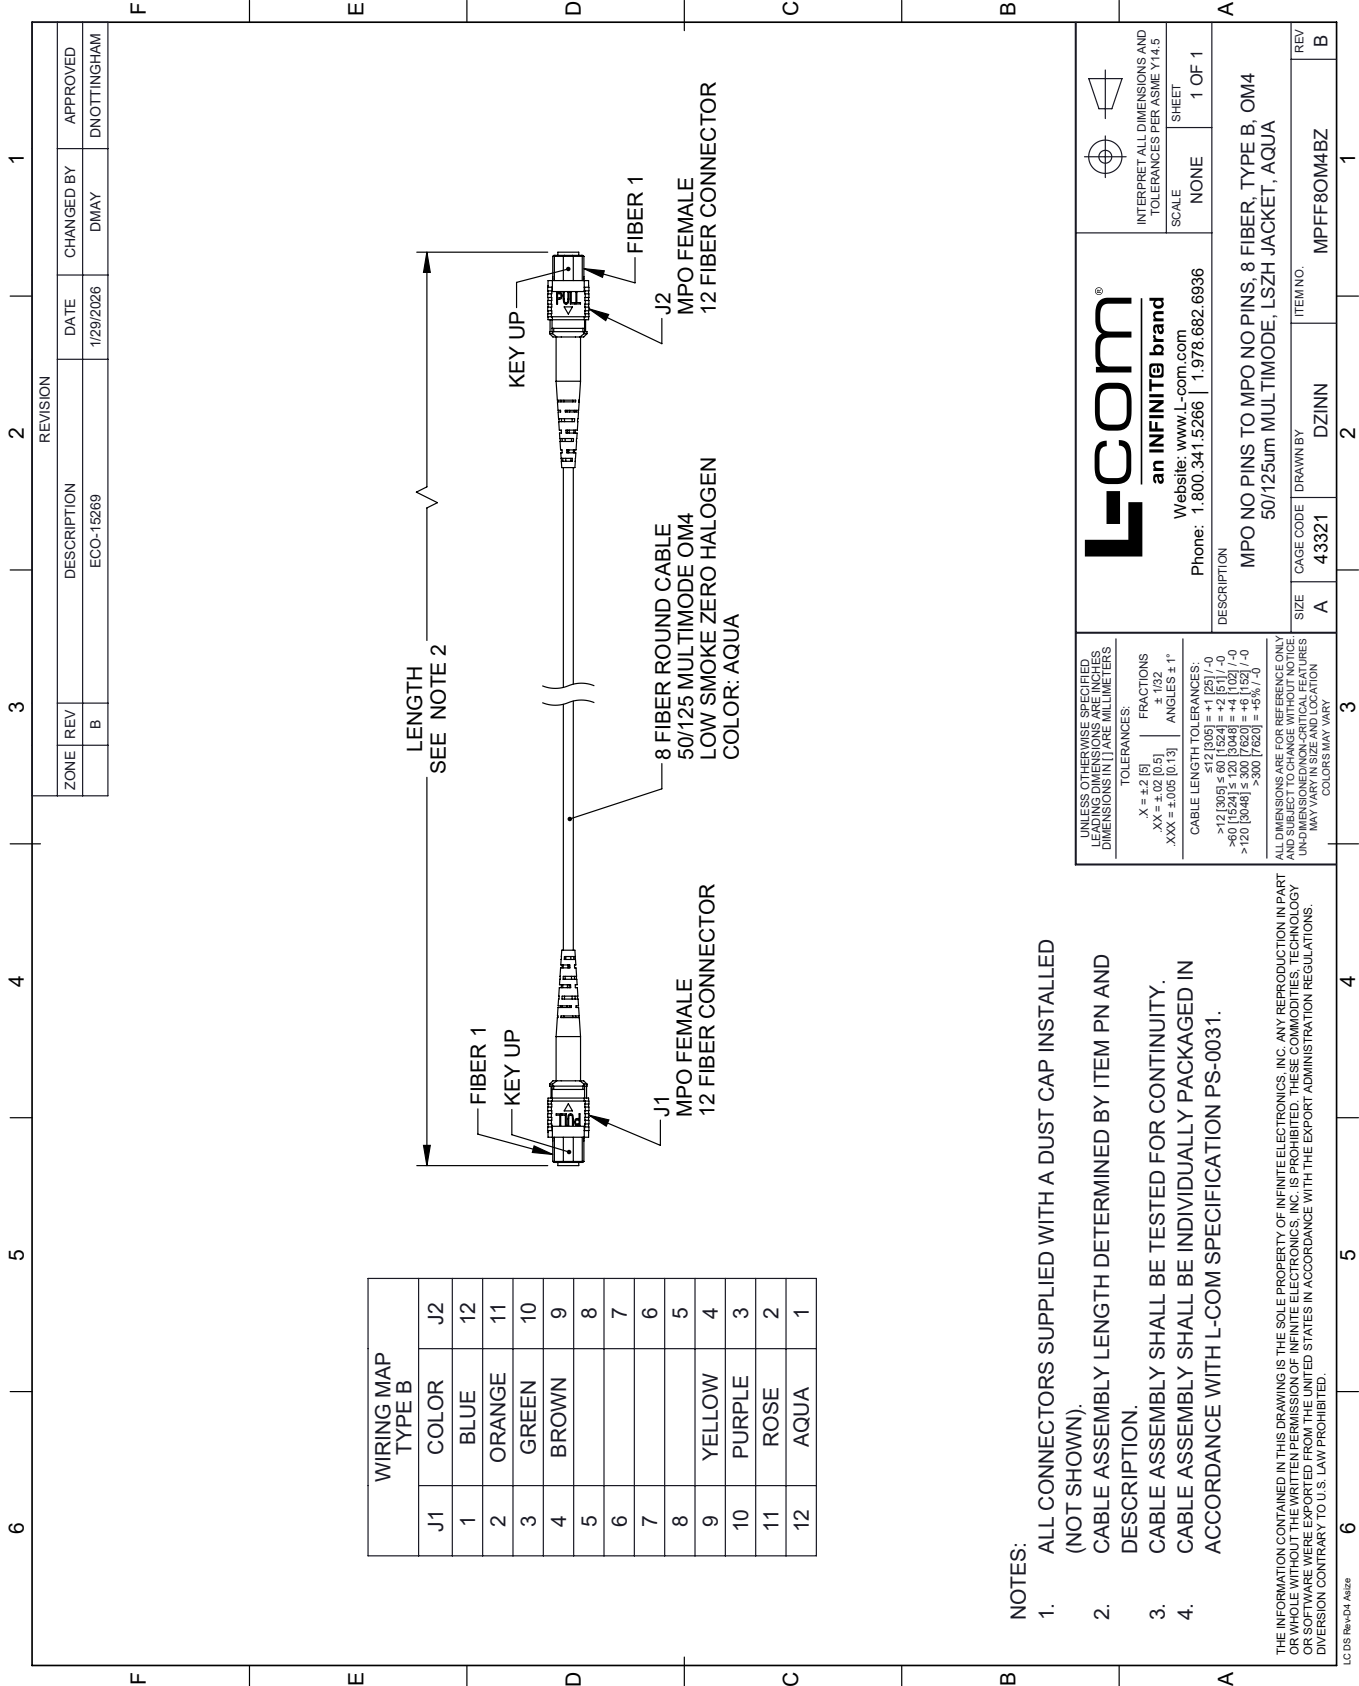 REVISION
ZONE REV DESCRIPTION DATE CHANGED BY APPROVED
B ECO-15269 1/29/2026 DMAY DNOTTINGHAM
6 5 4 3 2 1
F
E
D
C
B
A
WIRING MAP
TYPE B
J1 COLOR J2
1 BLUE 12
2 ORANGE 11
3 GREEN 10
4 BROWN 9
5 8
6 7
7 6
8 5
9 YELLOW 4
10 PURPLE 3
11 ROSE 2
12 AQUA 1
LENGTH
SEE NOTE 2
FIBER 1
KEY UP
PULL
J1
MPO FEMALE
12 FIBER CONNECTOR
8 FIBER ROUND CABLE
50/125 MULTIMODE OM4
LOW SMOKE ZERO HALOGEN
COLOR: AQUA
KEY UP
PULL
FIBER 1
J2
MPO FEMALE
12 FIBER CONNECTOR
NOTES:
1. ALL CONNECTORS SUPPLIED WITH A DUST CAP INSTALLED
(NOT SHOWN).
2. CABLE ASSEMBLY LENGTH DETERMINED BY ITEM PN AND
DESCRIPTION.
3. CABLE ASSEMBLY SHALL BE TESTED FOR CONTINUITY.
4. CABLE ASSEMBLY SHALL BE INDIVIDUALLY PACKAGED IN
ACCORDANCE WITH L-COM SPECIFICATION PS-0031.
THE INFORMATION CONTAINED IN THIS DRAWING IS THE SOLE PROPERTY OF INFINITE ELECTRONICS, INC. ANY REPRODUCTION IN PART
OR WHOLE WITHOUT THE WRITTEN PERMISSION OF INFINITE ELECTRONICS, INC. IS PROHIBITED. THESE COMMODITIES, TECHNOLOGY
OR SOFTWARE WERE EXPORTED FROM THE UNITED STATES IN ACCORDANCE WITH THE EXPORT ADMINISTRATION REGULATIONS.
DIVERSION CONTRARY TO U.S. LAW PROHIBITED.
UNLESS OTHERWISE SPECIFIED
LEADING DIMENSIONS ARE INCHES
DIMENSIONS IN [ ] ARE MILLIMETERS
TOLERANCES:
.X = ±.2 [5] FRACTIONS
.XX = ±.02 [0.5] ± 1/32
.XXX = ±.005 [0.13] ANGLES ± 1°
CABLE LENGTH TOLERANCES:
≤12 [305] = +1 [25] / -0
>12 [305] ≤ 60 [1524] = +2 [51] / -0
>60 [1524] ≤ 120 [3048] = +4 [102] / -0
>120 [3048] ≤ 300 [7620] = +6 [152] / -0
>300 [7620] = +5% / -0
ALL DIMENSIONS ARE FOR REFERENCE ONLY
AND SUBJECT TO CHANGE WITHOUT NOTICE.
UN-DIMENSIONED/NON-CRITICAL FEATURES
MAY VARY IN SIZE AND LOCATION
COLORS MAY VARY
L-com®
an INFINIT@ brand
Website: www.L-com.com
Phone: 1.800.341.5266 | 1.978.682.6936
INTERPRET ALL DIMENSIONS AND
TOLERANCES PER ASME Y14.5
SCALE NONE
SHEET 1 OF 1
DESCRIPTION
MPO NO PINS TO MPO NO PINS, 8 FIBER, TYPE B, OM4
50/125um MULTIMODE, LSZH JACKET, AQUA
SIZE A
CAGE CODE 43321
DRAWN BY DZINN
ITEM NO. MPFF8OM4BZ
REV B
6 5 4 3 2 1
F
E
D
C
B
A
LC DS Rev-D4 Asize